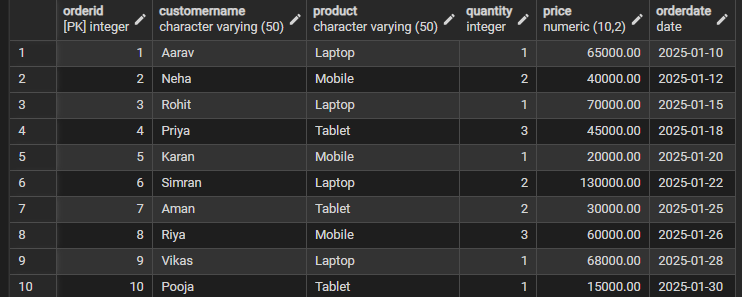 orderid customername product quantity price orderdate
[PK] integer character varying (50) character varying (50) integer numeric (10,2) date
1 1 Aarav Laptop 1 65000.00 2025-01-10
2 2 Neha Mobile 2 40000.00 2025-01-12
3 3 Rohit Laptop 1 70000.00 2025-01-15
4 4 Priya Tablet 3 45000.00 2025-01-18
5 5 Karan Mobile 1 20000.00 2025-01-20
6 6 Simran Laptop 2 130000.00 2025-01-22
7 7 Aman Tablet 2 30000.00 2025-01-25
8 8 Riya Mobile 3 60000.00 2025-01-26
9 9 Vikas Laptop 1 68000.00 2025-01-28
10 10 Pooja Tablet 1 15000.00 2025-01-30